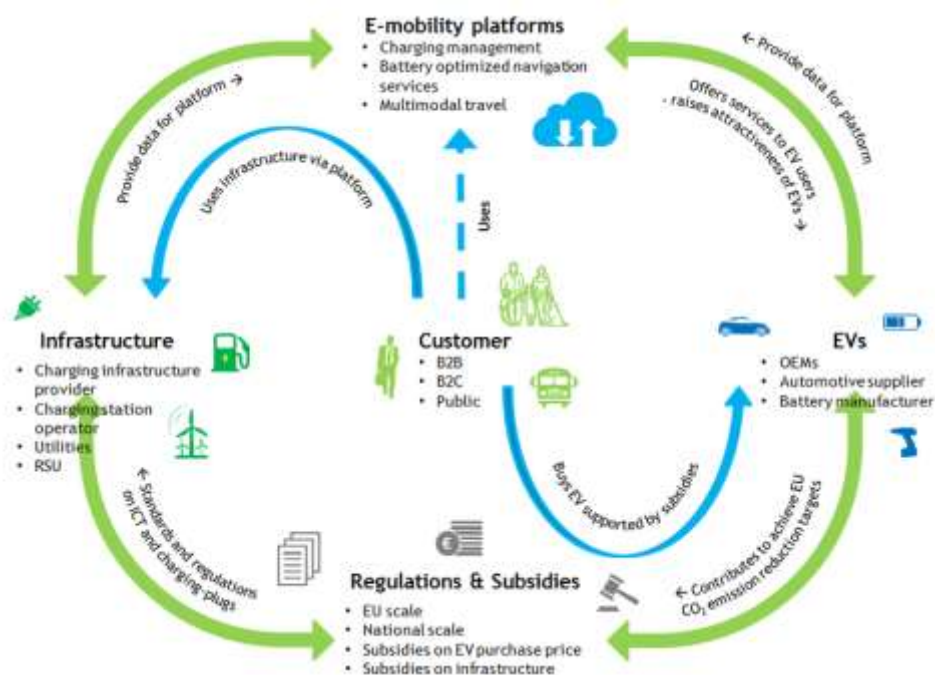 E-mobility platforms
• Charging management
• Battery optimized navigation
services
• Multimodal travel
Provide data for platform →
← Provide data for platform
Offers services to EV users
- raises attractiveness of EVs →
Uses infrastructure via platform
Uses
Infrastructure
• Charging infrastructure
provider
• Charging station
operator
• Utilities
• RSU
Customer
• B2B
• B2C
• Public
EVs
• OEMs
• Automotive supplier
• Battery manufacturer
← Standards and regulations
on ICT and charging-plugs
Buys EV supported by subsidies
← Contributes to achieve EU
CO₂ emission reduction targets
Regulations & Subsidies
• EU scale
• National scale
• Subsidies on EV purchase price
• Subsidies on infrastructure